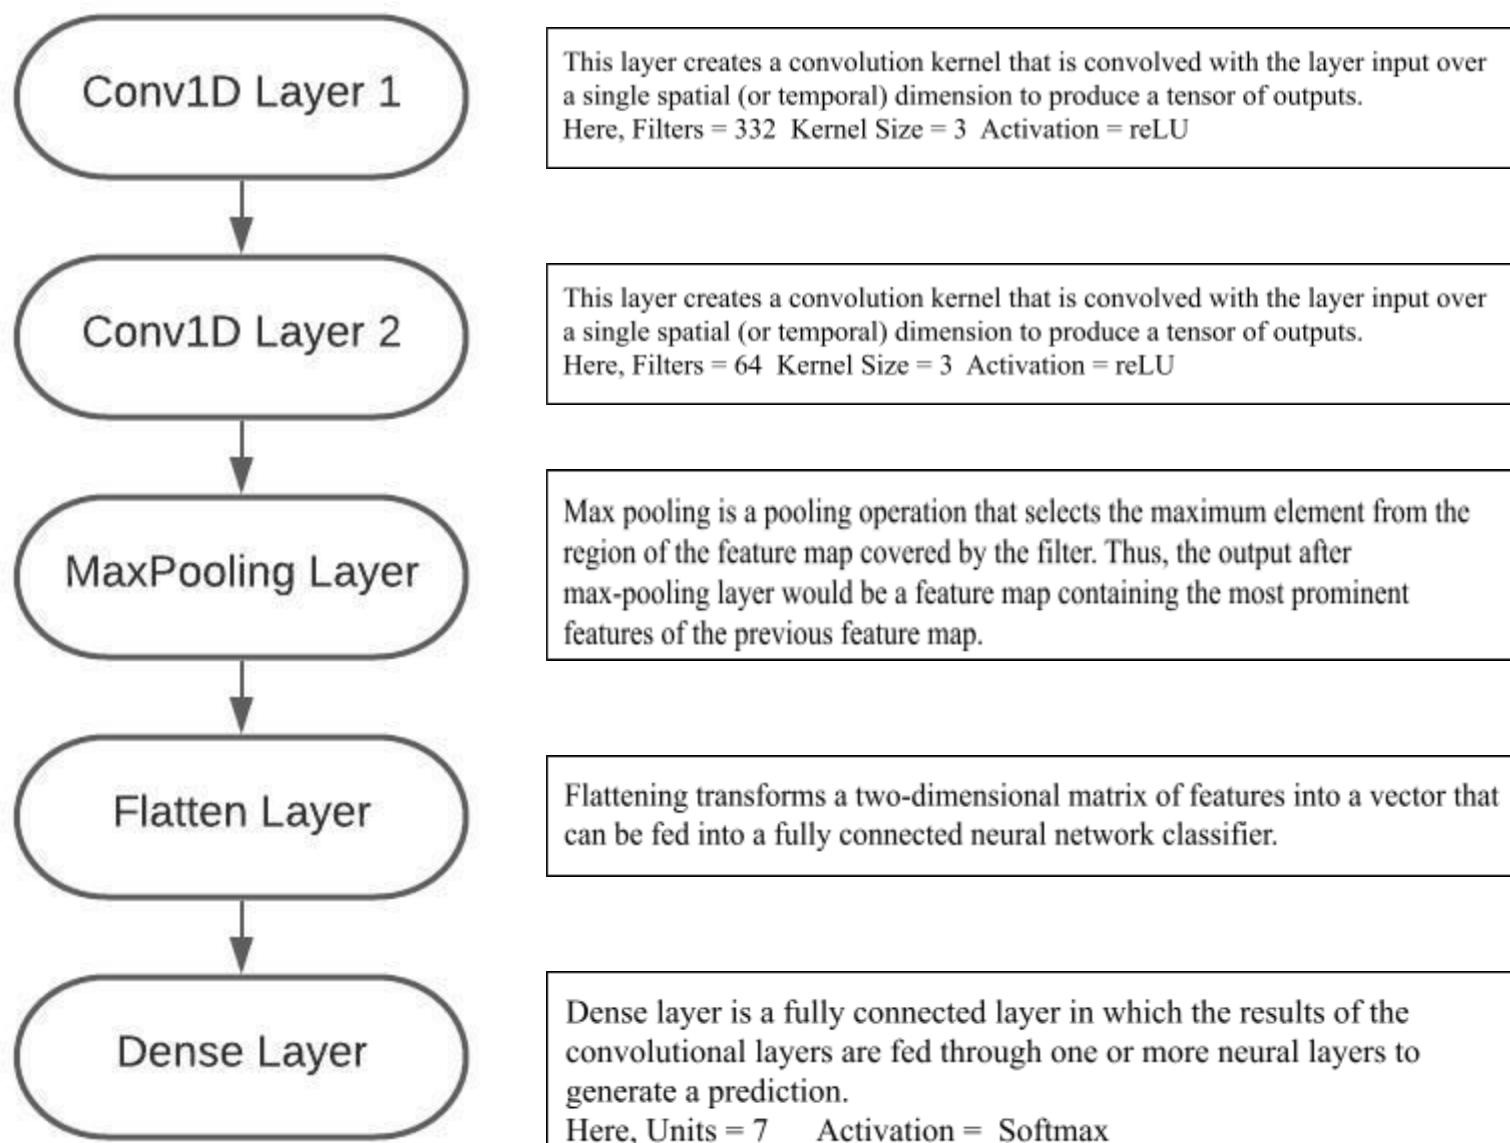 Conv1D Layer 1
This layer creates a convolution kernel that is convolved with the layer input over
a single spatial (or temporal) dimension to produce a tensor of outputs.
Here, Filters = 332 Kernel Size = 3 Activation = reLU
Conv1D Layer 2
This layer creates a convolution kernel that is convolved with the layer input over
a single spatial (or temporal) dimension to produce a tensor of outputs.
Here, Filters = 64 Kernel Size = 3 Activation = reLU
MaxPooling Layer
Max pooling is a pooling operation that selects the maximum element from the
region of the feature map covered by the filter. Thus, the output after
max-pooling layer would be a feature map containing the most prominent
features of the previous feature map.
Flatten Layer
Flattening transforms a two-dimensional matrix of features into a vector that
can be fed into a fully connected neural network classifier.
Dense Layer
Dense layer is a fully connected layer in which the results of the
convolutional layers are fed through one or more neural layers to
generate a prediction.
Here, Units = 7 Activation = Softmax